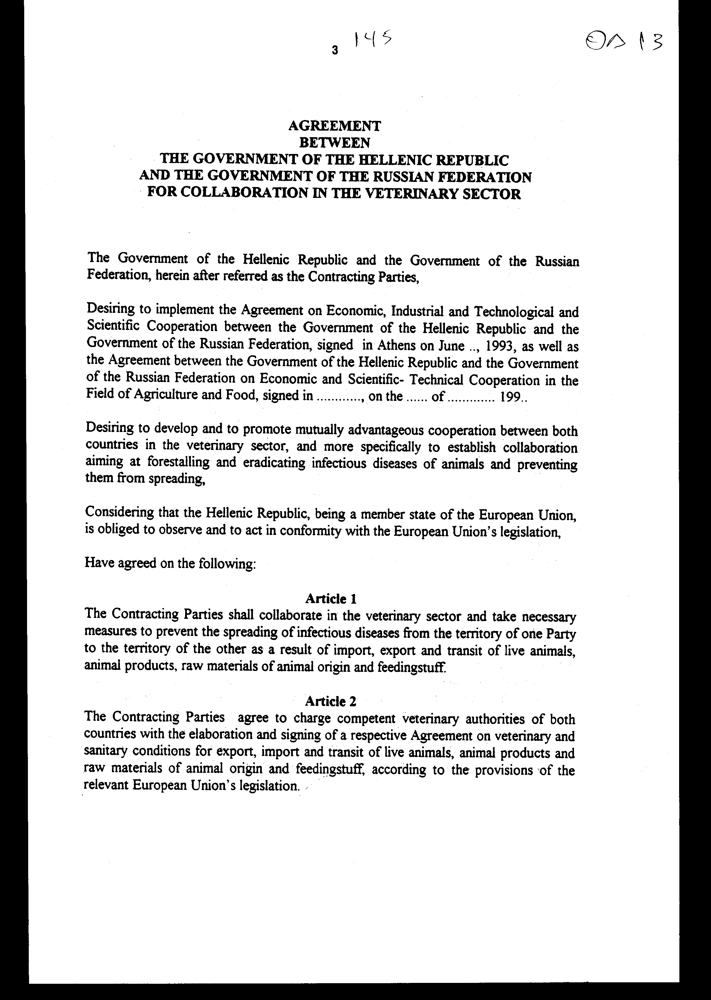 145
3
ΘΔ 13
AGREEMENT
BETWEEN
THE GOVERNMENT OF THE HELLENIC REPUBLIC
AND THE GOVERNMENT OF THE RUSSIAN FEDERATION
FOR COLLABORATION IN THE VETERINARY SECTOR
The Government of the Hellenic Republic and the Government of the Russian
Federation, herein after referred as the Contracting Parties,
Desiring to implement the Agreement on Economic, Industrial and Technological and
Scientific Cooperation between the Government of the Hellenic Republic and the
Government of the Russian Federation, signed in Athens on June .., 1993, as well as
the Agreement between the Government of the Hellenic Republic and the Government
of the Russian Federation on Economic and Scientific- Technical Cooperation in the
Field of Agriculture and Food, signed in ............, on the ...... of ............. 199..
Desiring to develop and to promote mutually advantageous cooperation between both
countries in the veterinary sector, and more specifically to establish collaboration
aiming at forestalling and eradicating infectious diseases of animals and preventing
them from spreading,
Considering that the Hellenic Republic, being a member state of the European Union,
is obliged to observe and to act in conformity with the European Union's legislation,
Have agreed on the following:
Article 1
The Contracting Parties shall collaborate in the veterinary sector and take necessary
measures to prevent the spreading of infectious diseases from the territory of one Party
to the territory of the other as a result of import, export and transit of live animals,
animal products, raw materials of animal origin and feedingstuff.
Article 2
The Contracting Parties agree to charge competent veterinary authorities of both
countries with the elaboration and signing of a respective Agreement on veterinary and
sanitary conditions for export, import and transit of live animals, animal products and
raw materials of animal origin and feedingstuff, according to the provisions of the
relevant European Union's legislation.